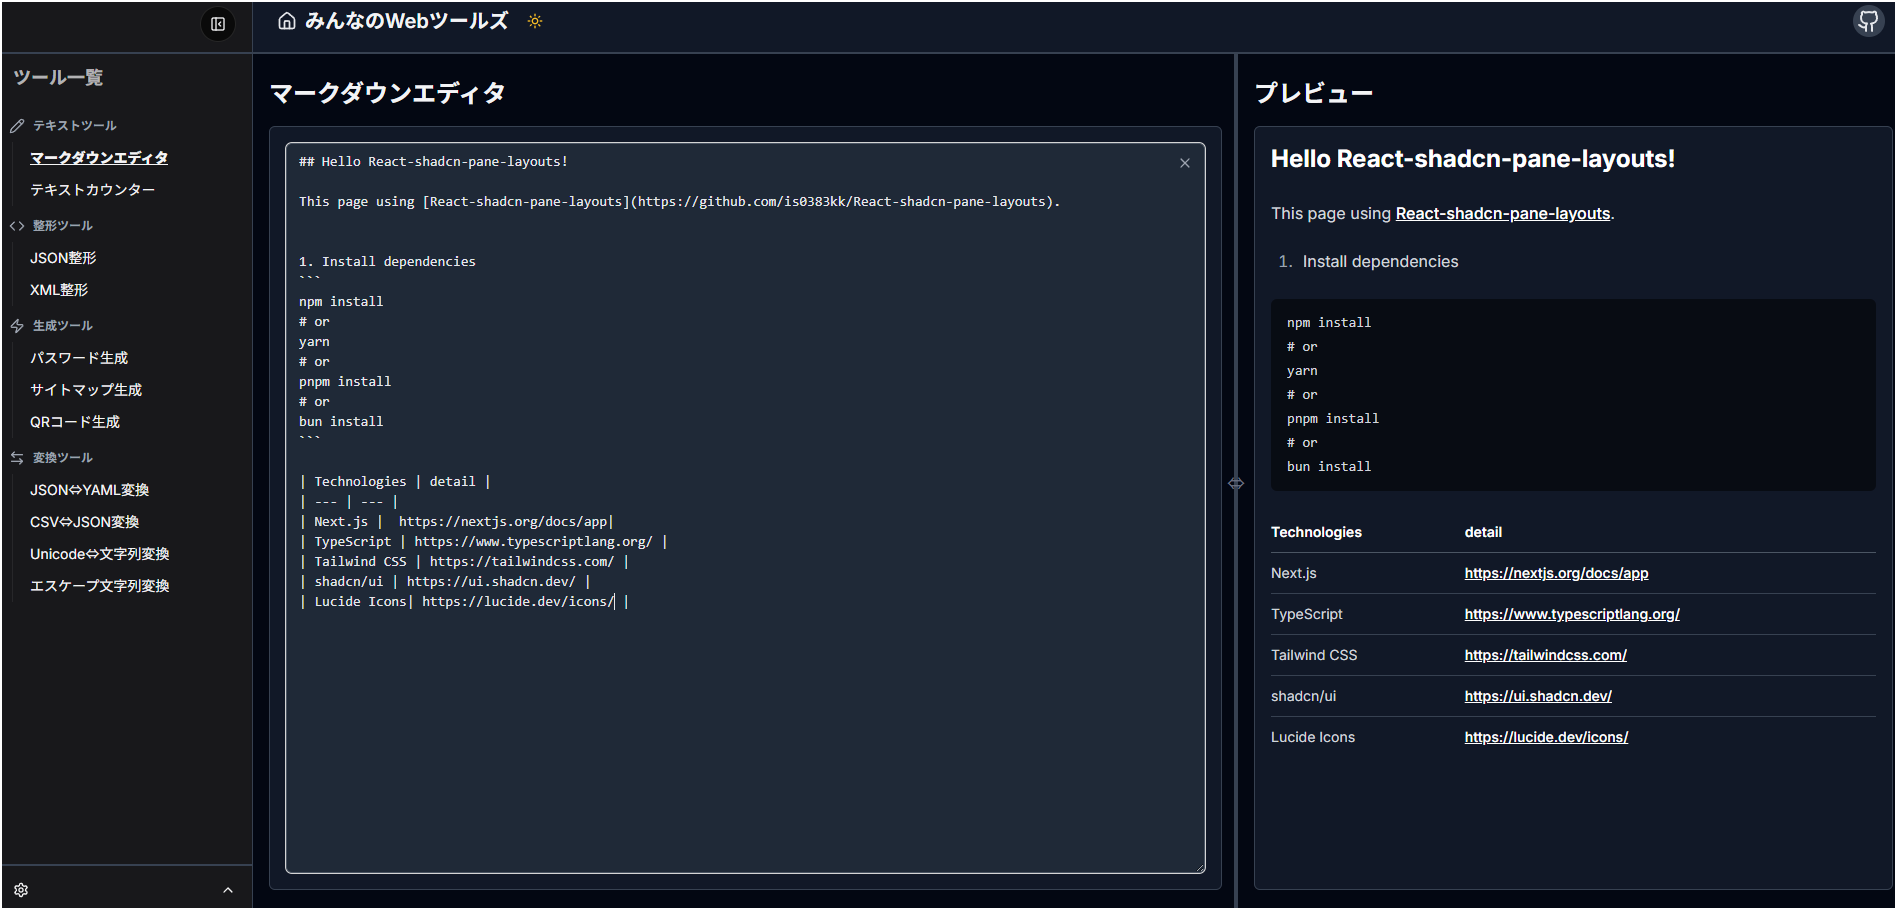 みんなのWebツールズ
ツール一覧
テキストツール
マークダウンエディタ
テキストカウンター
整形ツール
JSON整形
XML整形
生成ツール
パスワード生成
サイトマップ生成
QRコード生成
変換ツール
JSON⇔YAML変換
CSV⇔JSON変換
Unicode⇔文字列変換
エスケープ文字列変換
マークダウンエディタ
## Hello React-shadcn-pane-layouts!
This page using [React-shadcn-pane-layouts](https://github.com/is0383kk/React-shadcn-pane-layouts).
1. Install dependencies
```
npm install
# or
yarn
# or
pnpm install
# or
bun install
```
| Technologies | detail |
| --- | --- |
| Next.js |  https://nextjs.org/docs/app|
| TypeScript | https://www.typescriptlang.org/ |
| Tailwind CSS | https://tailwindcss.com/ |
| shadcn/ui | https://ui.shadcn.dev/ |
| Lucide Icons| https://lucide.dev/icons/ |
プレビュー
Hello React-shadcn-pane-layouts!
This page using React-shadcn-pane-layouts.
1. Install dependencies
npm install
# or
yarn
# or
pnpm install
# or
bun install
Technologies detail
Next.js https://nextjs.org/docs/app
TypeScript https://www.typescriptlang.org/
Tailwind CSS https://tailwindcss.com/
shadcn/ui https://ui.shadcn.dev/
Lucide Icons https://lucide.dev/icons/